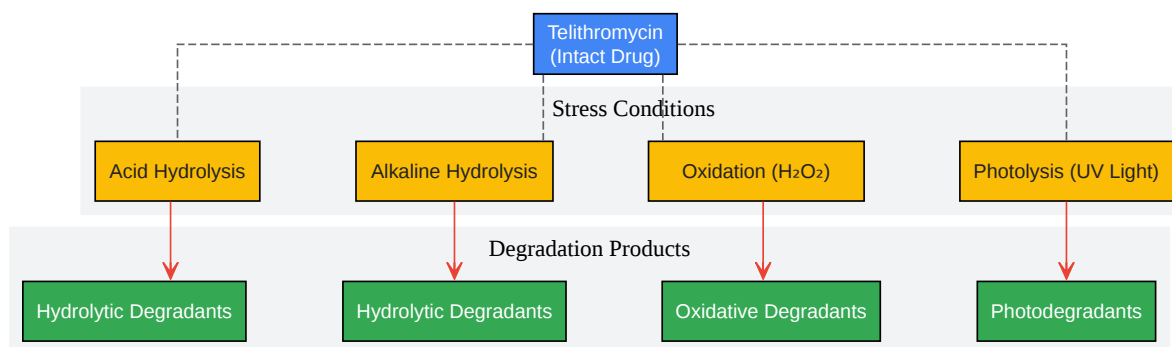 Telithromycin
(Intact Drug)
Stress Conditions
Acid Hydrolysis
Alkaline Hydrolysis
Oxidation (H₂O₂)
Photolysis (UV Light)
Degradation Products
Hydrolytic Degradants
Hydrolytic Degradants
Oxidative Degradants
Photodegradants